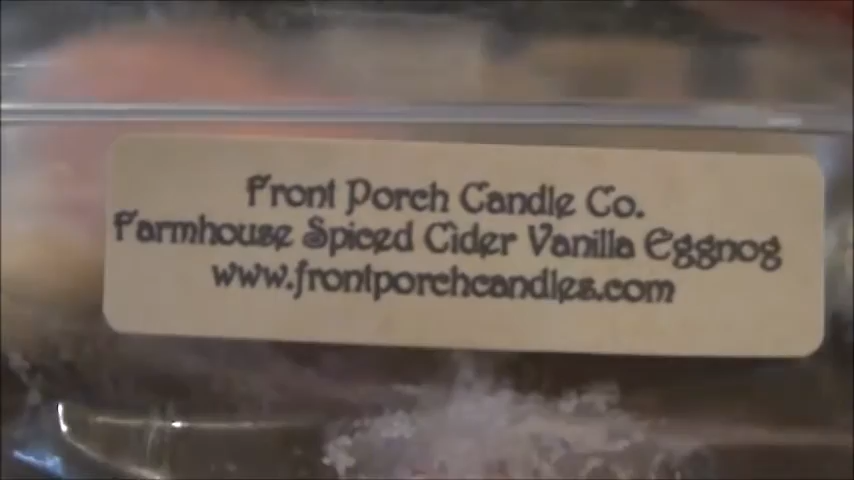 Front Porch Candle Co.
Farmhouse Spiced Cider Vanilla Eggnog
www.frontporchcandles.com